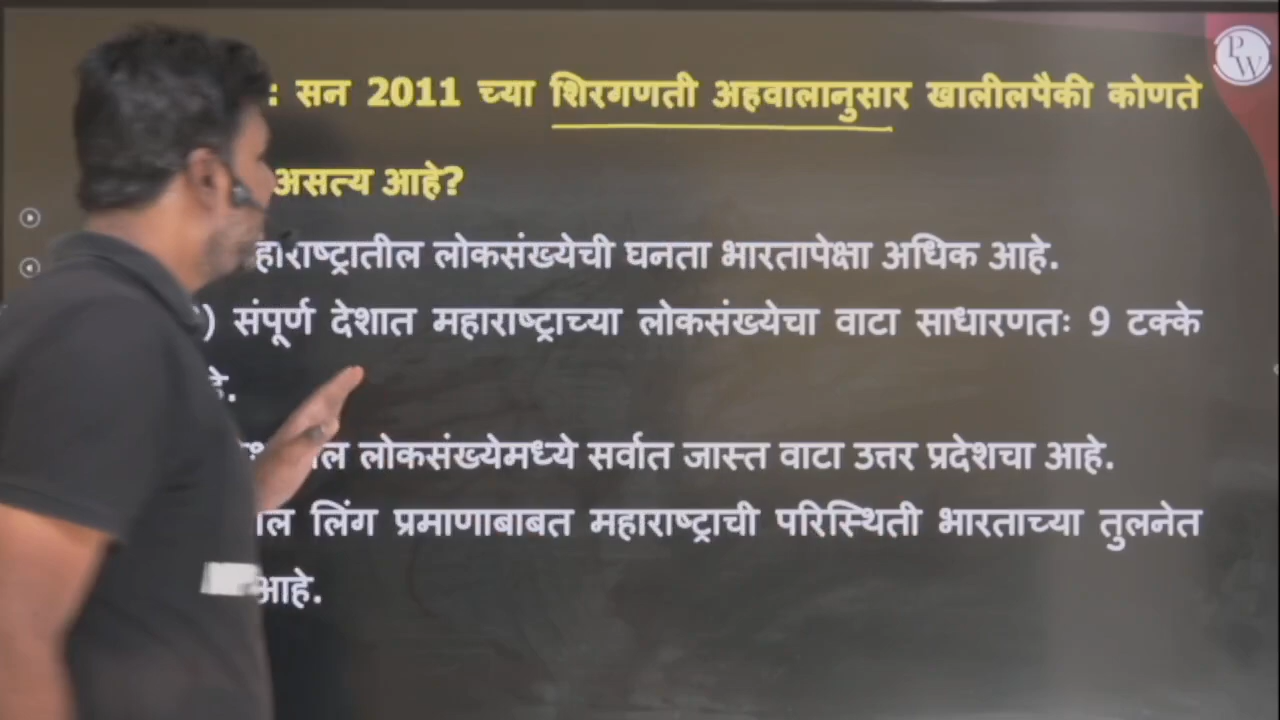 : सन 2011 च्या शिरगणती अहवालानुसार खालीलपैकी कोणते
असत्य आहे?
हाराष्ट्रातील लोकसंख्येची घनता भारतापेक्षा अधिक आहे.
) संपूर्ण देशात महाराष्ट्राच्या लोकसंख्येचा वाटा साधारणतः 9 टक्के
हे.
ल लोकसंख्येमध्ये सर्वात जास्त वाटा उत्तर प्रदेशचा आहे.
ल लिंग प्रमाणाबाबत महाराष्ट्राची परिस्थिती भारताच्या तुलनेत
आहे.
PW